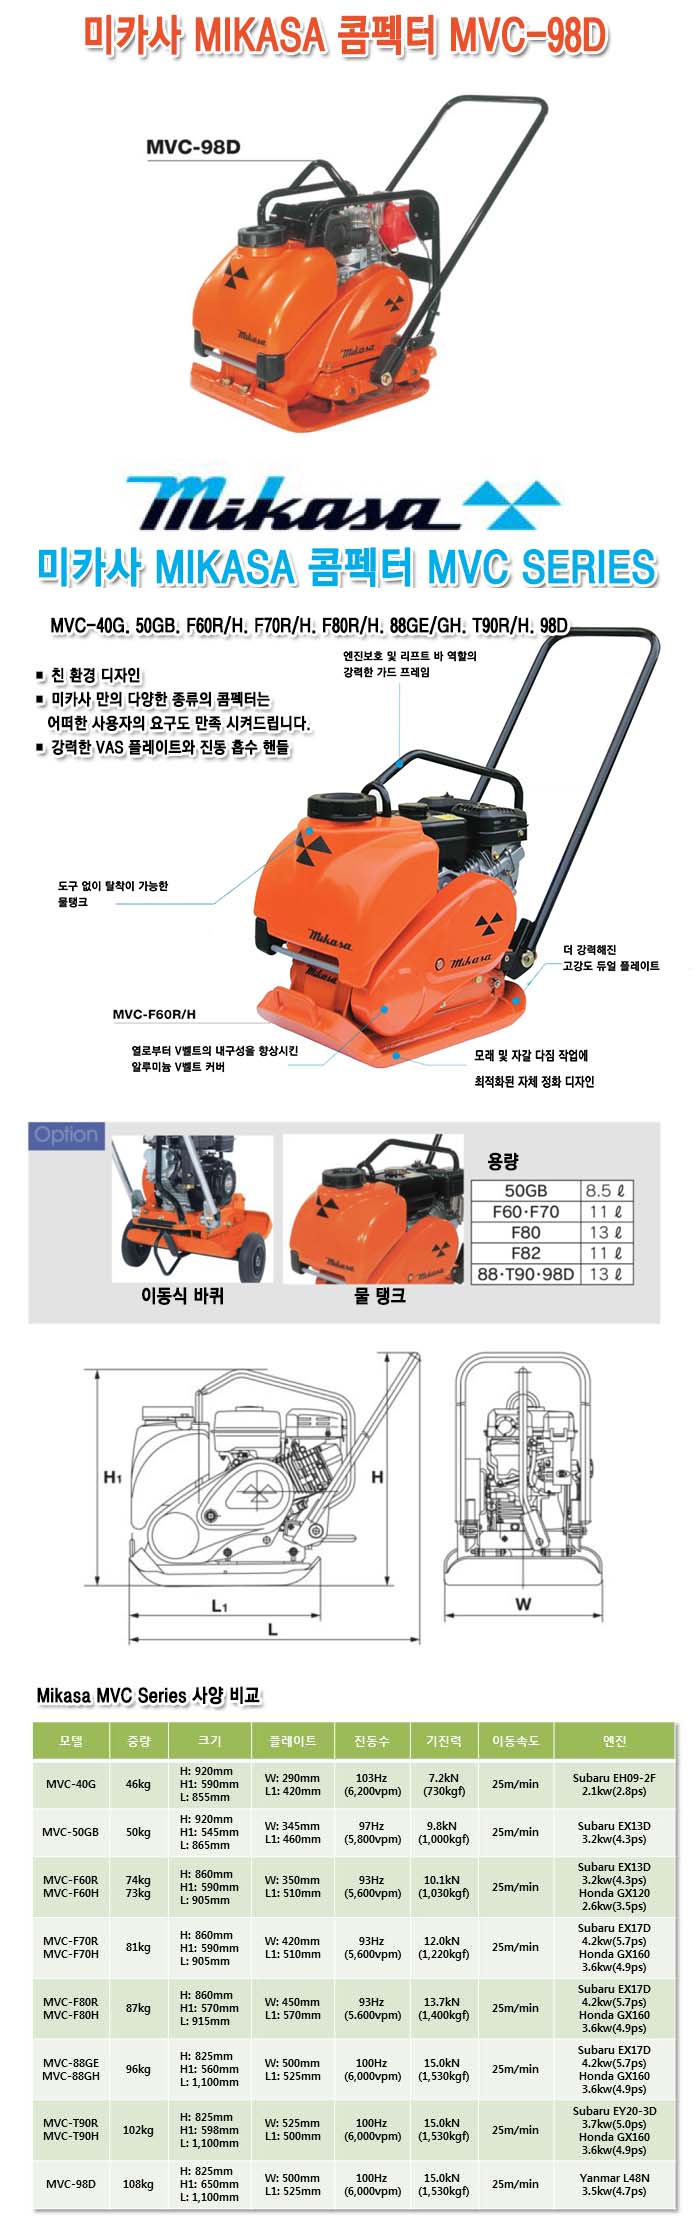 미카사 MIKASA 콤펙터 MVC-98D
MVC-98D
Mikasa
Mikasa
mikasa
미카사 MIKASA 콤펙터 MVC SERIES
MVC-40G. 50GB. F60R/H. F70R/H. F80R/H. 88GE/GH. T90R/H. 98D
엔진보호 및 리프트 바 역할의
강력한 가드 프레임
▪ 친 환경 디자인
▪ 미카사 만의 다양한 종류의 콤펙터는
어떠한 사용자의 요구도 만족 시켜드립니다.
▪ 강력한 VAS 플레이트와 진동 흡수 핸들
도구 없이 탈착이 가능한
물탱크
Mikasa
Mikasa
Mikasa
더 강력해진
고강도 듀얼 플레이트
MVC-F60R/H
열로부터 V벨트의 내구성을 향상시킨
알루미늄 V벨트 커버
모래 및 자갈 다짐 작업에
최적화된 자체 정화 디자인
Option
용량
50GB 8.5 ℓ
F60·F70 11 ℓ
F80 13 ℓ
F82 11 ℓ
88·T90·98D 13 ℓ
Mikasa
이동식 바퀴
물 탱크
H1
H
L1
L
W
Mikasa MVC Series 사양 비교
모델 중량 크기 플레이트 진동수 기진력 이동속도 엔진
MVC-40G 46kg H: 920mm H1: 590mm L: 855mm W: 290mm L1: 420mm 103Hz (6,200vpm) 7.2kN (730kgf) 25m/min Subaru EH09-2F 2.1kw(2.8ps)
MVC-50GB 50kg H: 920mm H1: 545mm L: 865mm W: 345mm L1: 460mm 97Hz (5,800vpm) 9.8kN (1,000kgf) 25m/min Subaru EX13D 3.2kw(4.3ps)
MVC-F60R MVC-F60H 74kg 73kg H: 860mm H1: 590mm L: 905mm W: 350mm L1: 510mm 93Hz (5,600vpm) 10.1kN (1,030kgf) 25m/min Subaru EX13D 3.2kw(4.3ps) Honda GX120 2.6kw(3.5ps)
MVC-F70R MVC-F70H 81kg H: 860mm H1: 590mm L: 905mm W: 420mm L1: 510mm 93Hz (5,600vpm) 12.0kN (1,220kgf) 25m/min Subaru EX17D 4.2kw(5.7ps) Honda GX160 3.6kw(4.9ps)
MVC-F80R MVC-F80H 87kg H: 860mm H1: 570mm L: 915mm W: 450mm L1: 570mm 93Hz (5.600vpm) 13.7kN (1,400kgf) 25m/min Subaru EX17D 4.2kw(5.7ps) Honda GX160 3.6kw(4.9ps)
MVC-88GE MVC-88GH 96kg H: 825mm H1: 560mm L: 1,100mm W: 500mm L1: 525mm 100Hz (6,000vpm) 15.0kN (1,530kgf) 25m/min Subaru EX17D 4.2kw(5.7ps) Honda GX160 3.6kw(4.9ps)
MVC-T90R MVC-T90H 102kg H: 825mm H1: 598mm L: 1,100mm W: 525mm L1: 500mm 100Hz (6,000vpm) 15.0kN (1,530kgf) 25m/min Subaru EY20-3D 3.7kw(5.0ps) Honda GX160 3.6kw(4.9ps)
MVC-98D 108kg H: 825mm H1: 650mm L: 1,100mm W: 500mm L1: 525mm 100Hz (6,000vpm) 15.0kN (1,530kgf) 25m/min Yanmar L48N 3.5kw(4.7ps)